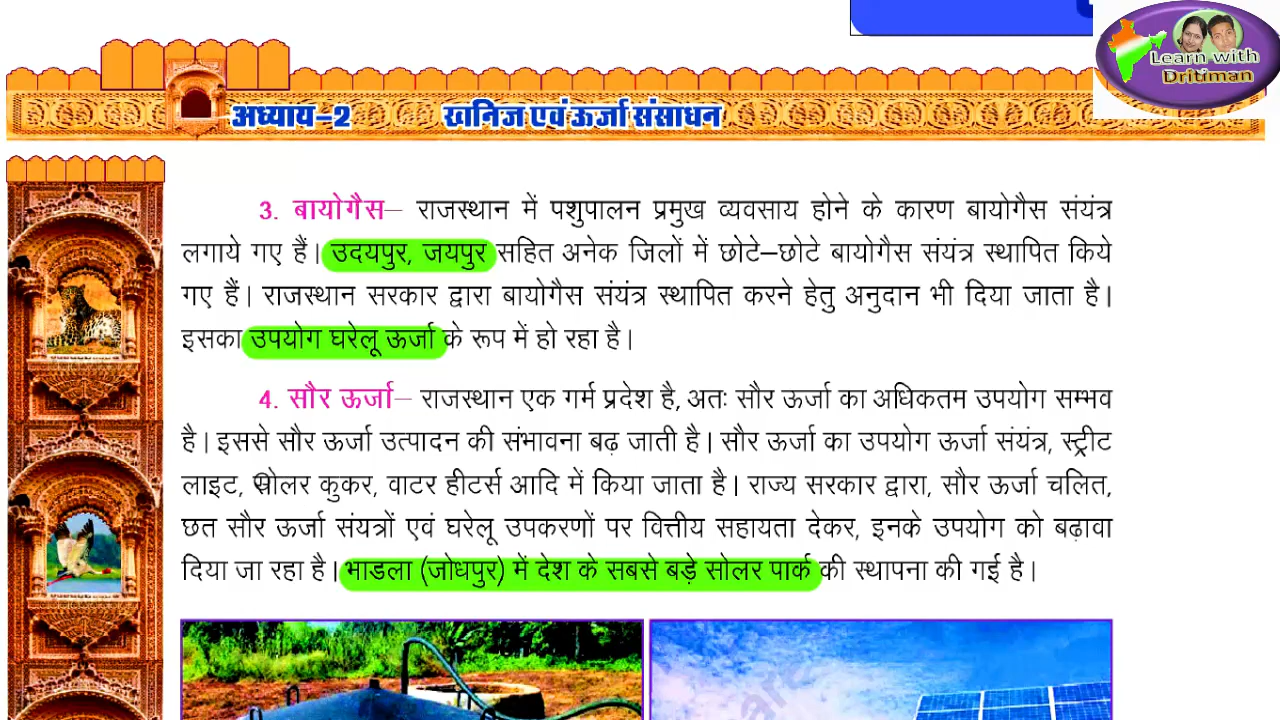 Learn with
Dritiman
अध्याय–2 खनिज एवं ऊर्जा संसाधन
3. बायोगैस– राजस्थान में पशुपालन प्रमुख व्यवसाय होने के कारण बायोगैस संयंत्र
लगाये गए हैं। उदयपुर, जयपुर सहित अनेक जिलों में छोटे–छोटे बायोगैस संयंत्र स्थापित किये
गए हैं। राजस्थान सरकार द्वारा बायोगैस संयंत्र स्थापित करने हेतु अनुदान भी दिया जाता है।
इसका उपयोग घरेलू ऊर्जा के रूप में हो रहा है।
4. सौर ऊर्जा– राजस्थान एक गर्म प्रदेश है, अतः सौर ऊर्जा का अधिकतम उपयोग सम्भव
है। इससे सौर ऊर्जा उत्पादन की संभावना बढ़ जाती है। सौर ऊर्जा का उपयोग ऊर्जा संयंत्र, स्ट्रीट
लाइट, सोलर कुकर, वाटर हीटर्स आदि में किया जाता है। राज्य सरकार द्वारा, सौर ऊर्जा चलित,
छत सौर ऊर्जा संयत्रों एवं घरेलू उपकरणों पर वित्तीय सहायता देकर, इनके उपयोग को बढ़ावा
दिया जा रहा है। भाडला (जोधपुर) में देश के सबसे बड़े सोलर पार्क की स्थापना की गई है।